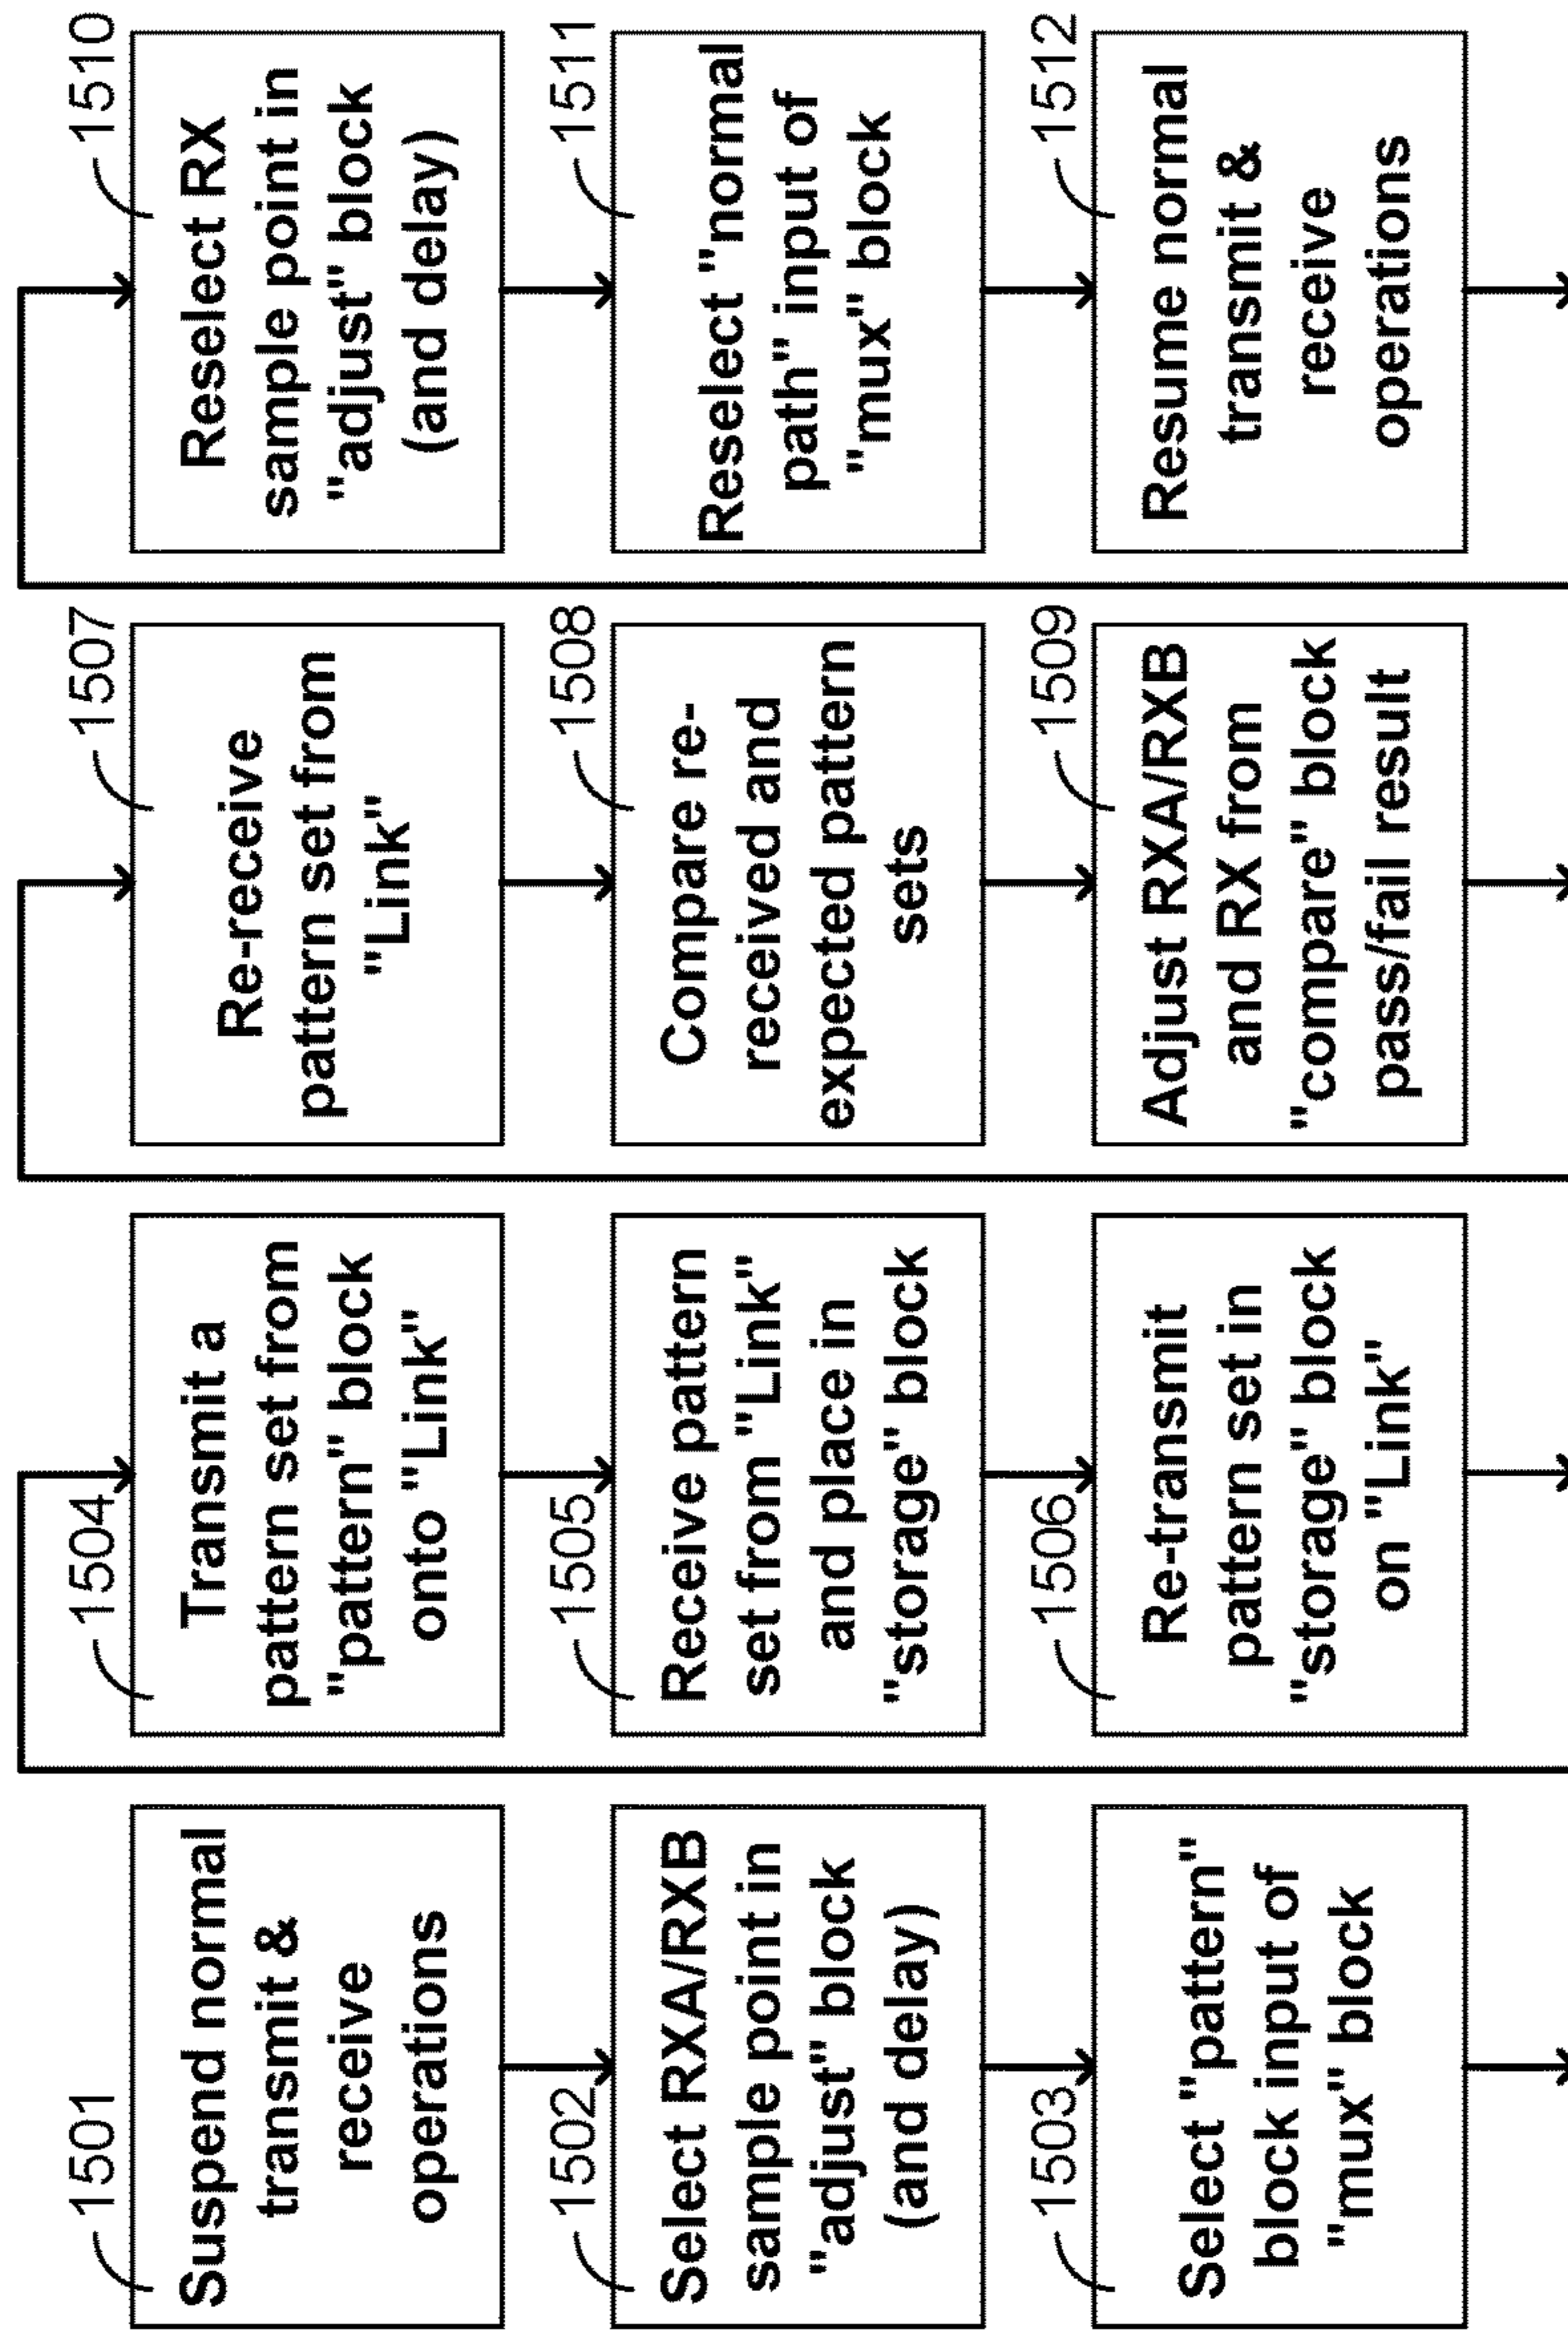 1501
Suspend normal
transmit &
receive
operations
1502
Select RXA/RXB
sample point in
"adjust" block
(and delay)
1503
Select "pattern"
block input of
"mux" block
1504
Transmit a
pattern set from
"pattern" block
onto "Link"
1505
Receive pattern
set from "Link"
and place in
"storage" block
1506
Re-transmit
pattern set in
"storage" block
on "Link"
1507
Re-receive
pattern set from
"Link"
1508
Compare re-
received and
expected pattern
sets
1509
Adjust RXA/RXB
and RX from
"compare" block
pass/fail result
1510
Reselect RX
sample point in
"adjust" block
(and delay)
1511
Reselect "normal
path" input of
"mux" block
1512
Resume normal
transmit &
receive
operations